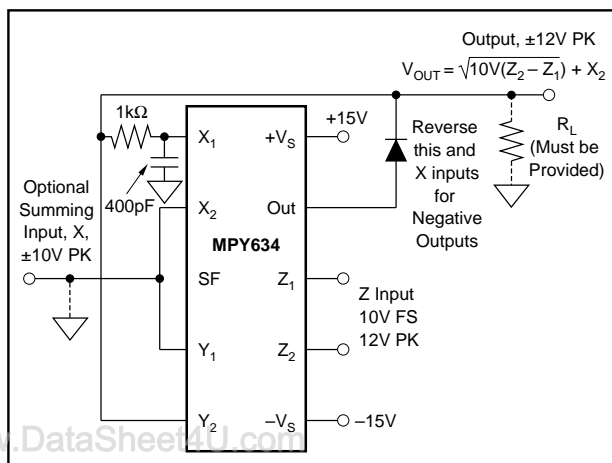 Output, ±12V PK
V_OUT = √10V(Z₂ – Z₁) + X₂
1kΩ
400pF
Optional
Summing
Input, X,
±10V PK
X₁
X₂
SF
Y₁
Y₂
MPY634
+V_S
Out
Z₁
Z₂
–V_S
+15V
Reverse
this and
X inputs
for
Negative
Outputs
R_L
(Must be
Provided)
Z Input
10V FS
12V PK
–15V
w.DataSheet4U.com